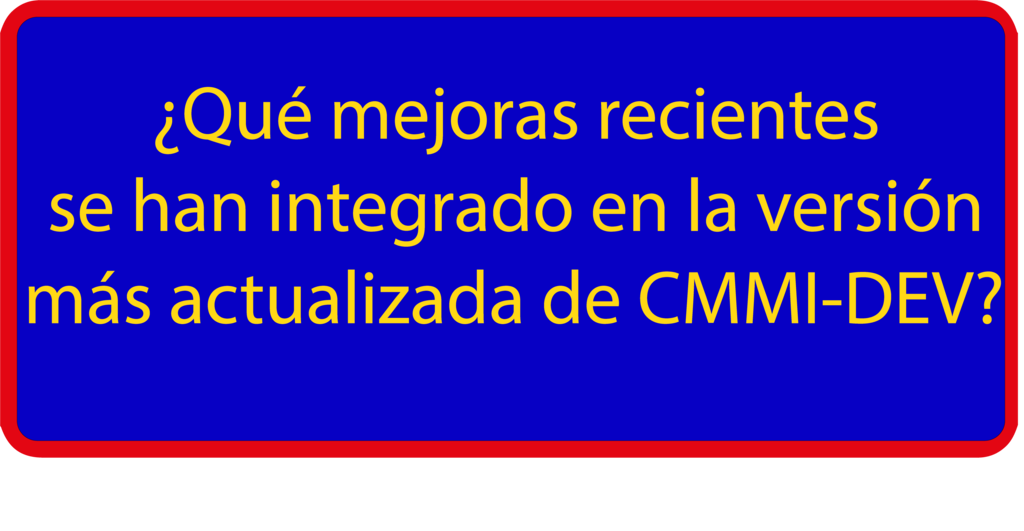 ¿Qué mejoras recientes
se han integrado en la versión
más actualizada de CMMI-DEV?